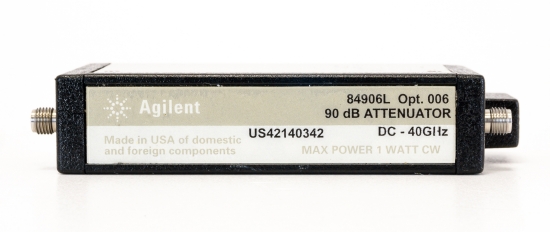 Agilent
84906L Opt. 006
90 dB ATTENUATOR
US42140342
DC - 40GHz
Made in USA of domestic
and foreign components
MAX POWER 1 WATT CW